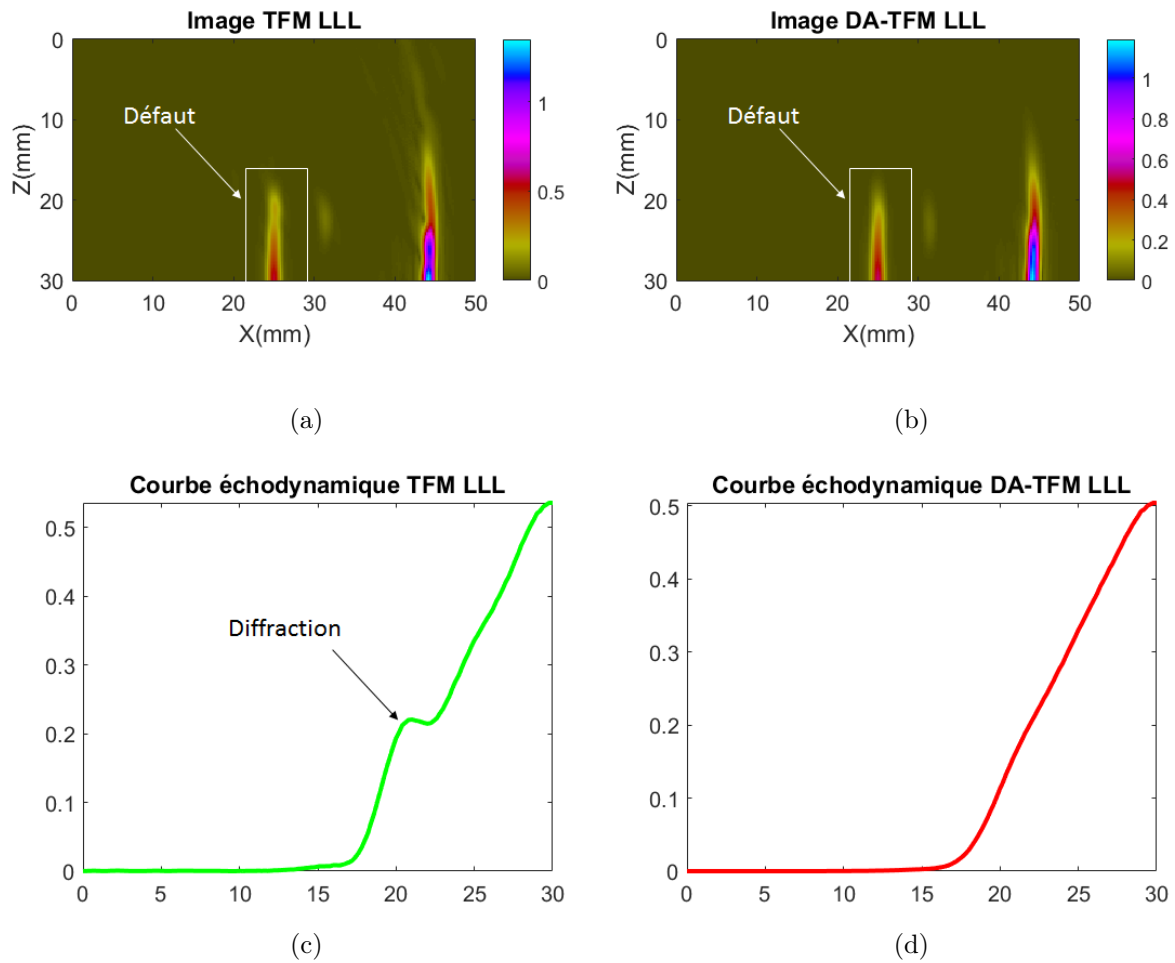 Image TFM LLL
0
10
20
30
Z(mm)
Défaut
0 10 20 30 40 50
X(mm)
1
0.5
0
(a)
Image DA-TFM LLL
0
10
20
30
Z(mm)
Défaut
0 10 20 30 40 50
X(mm)
1
0.8
0.6
0.4
0.2
0
(b)
Courbe échodynamique TFM LLL
0.5
0.4
0.3
0.2
0.1
0
Diffraction
0 5 10 15 20 25 30
(c)
Courbe échodynamique DA-TFM LLL
0.5
0.4
0.3
0.2
0.1
0
0 5 10 15 20 25 30
(d)